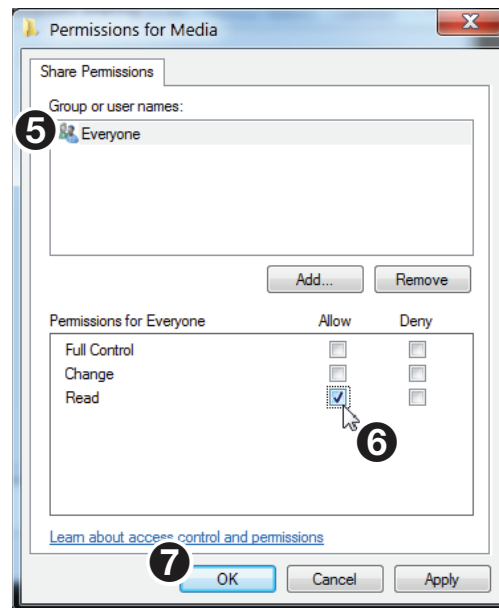 Permissions for Media
X
Share Permissions
Group or user names:
5 Everyone
Add... Remove
Permissions for Everyone Allow Deny
Full Control
Change
Read
6
Learn about access control and permissions
7 OK Cancel Apply